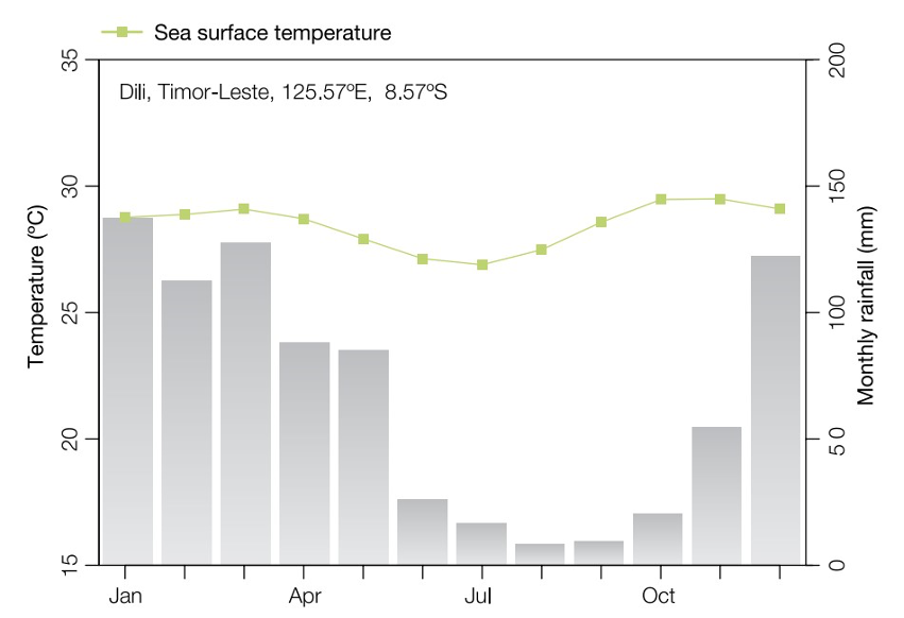 Sea surface temperature
Dili, Timor-Leste, 125.57ºE, 8.57ºS
Temperature (ºC)
35
30
25
20
15
200
150
100
50
0
Monthly rainfall (mm)
Jan Apr Jul Oct